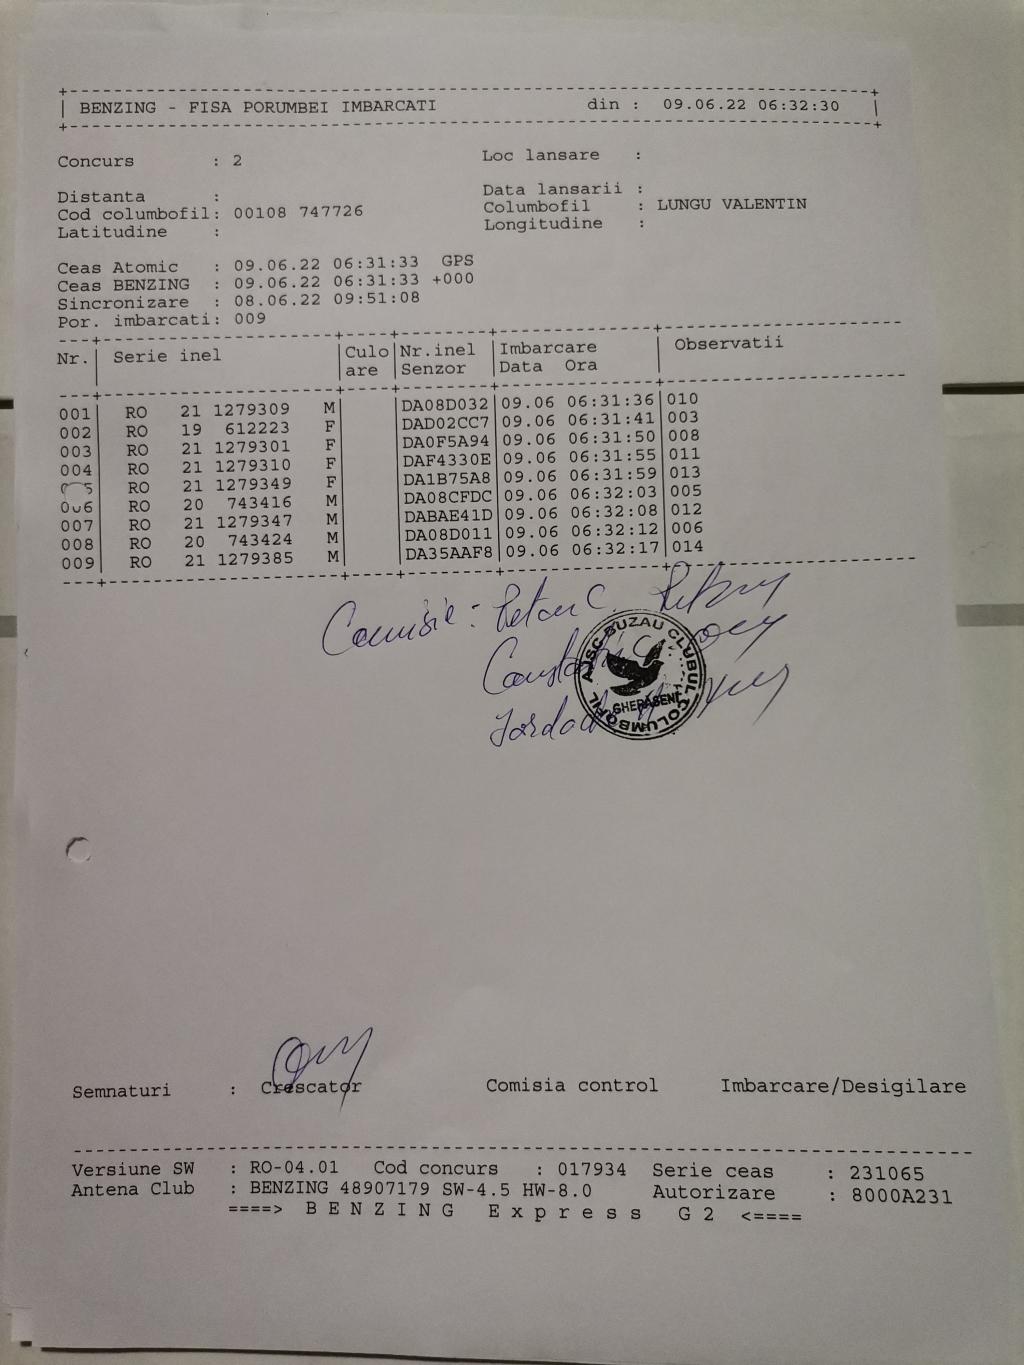 BENZING - FISA PORUMBEI IMBARCATI din : 09.06.22 06:32:30
Concurs : 2 Loc lansare :
Distanta : Data lansarii :
Cod columbofil: 00108 747726 Columbofil : LUNGU VALENTIN
Latitudine : Longitudine :
Ceas Atomic : 09.06.22 06:31:33 GPS
Ceas BENZING : 09.06.22 06:31:33 +000
Sincronizare : 08.06.22 09:51:08
Por. imbarcati: 009
Nr. Serie inel Culo Nr.inel Imbarcare Observatii
are Senzor Data Ora
001 RO 21 1279309 M DA08D032 09.06 06:31:36 010
002 RO 19 612223 F DAD02CC7 09.06 06:31:41 003
003 RO 21 1279301 F DA0F5A94 09.06 06:31:50 008
004 RO 21 1279310 F DAF4330E 09.06 06:31:55 011
5 RO 21 1279349 F DA1B75A8 09.06 06:31:59 013
006 RO 20 743416 M DA08CFDC 09.06 06:32:03 005
007 RO 21 1279347 M DABAE41D 09.06 06:32:08 012
008 RO 20 743424 M DA08D011 09.06 06:32:12 006
009 RO 21 1279385 M DA35AAF8 09.06 06:32:17 014
Comisie :
AJSC BUZAU CLUBUL COLUMBOFIL
GHERASENI
Semnaturi : Crescator Comisia control Imbarcare/Desigilare
Versiune SW : RO-04.01 Cod concurs : 017934 Serie ceas : 231065
Antena Club : BENZING 48907179 SW-4.5 HW-8.0 Autorizare : 8000A231
====> B E N Z I N G E x p r e s s G 2 <====